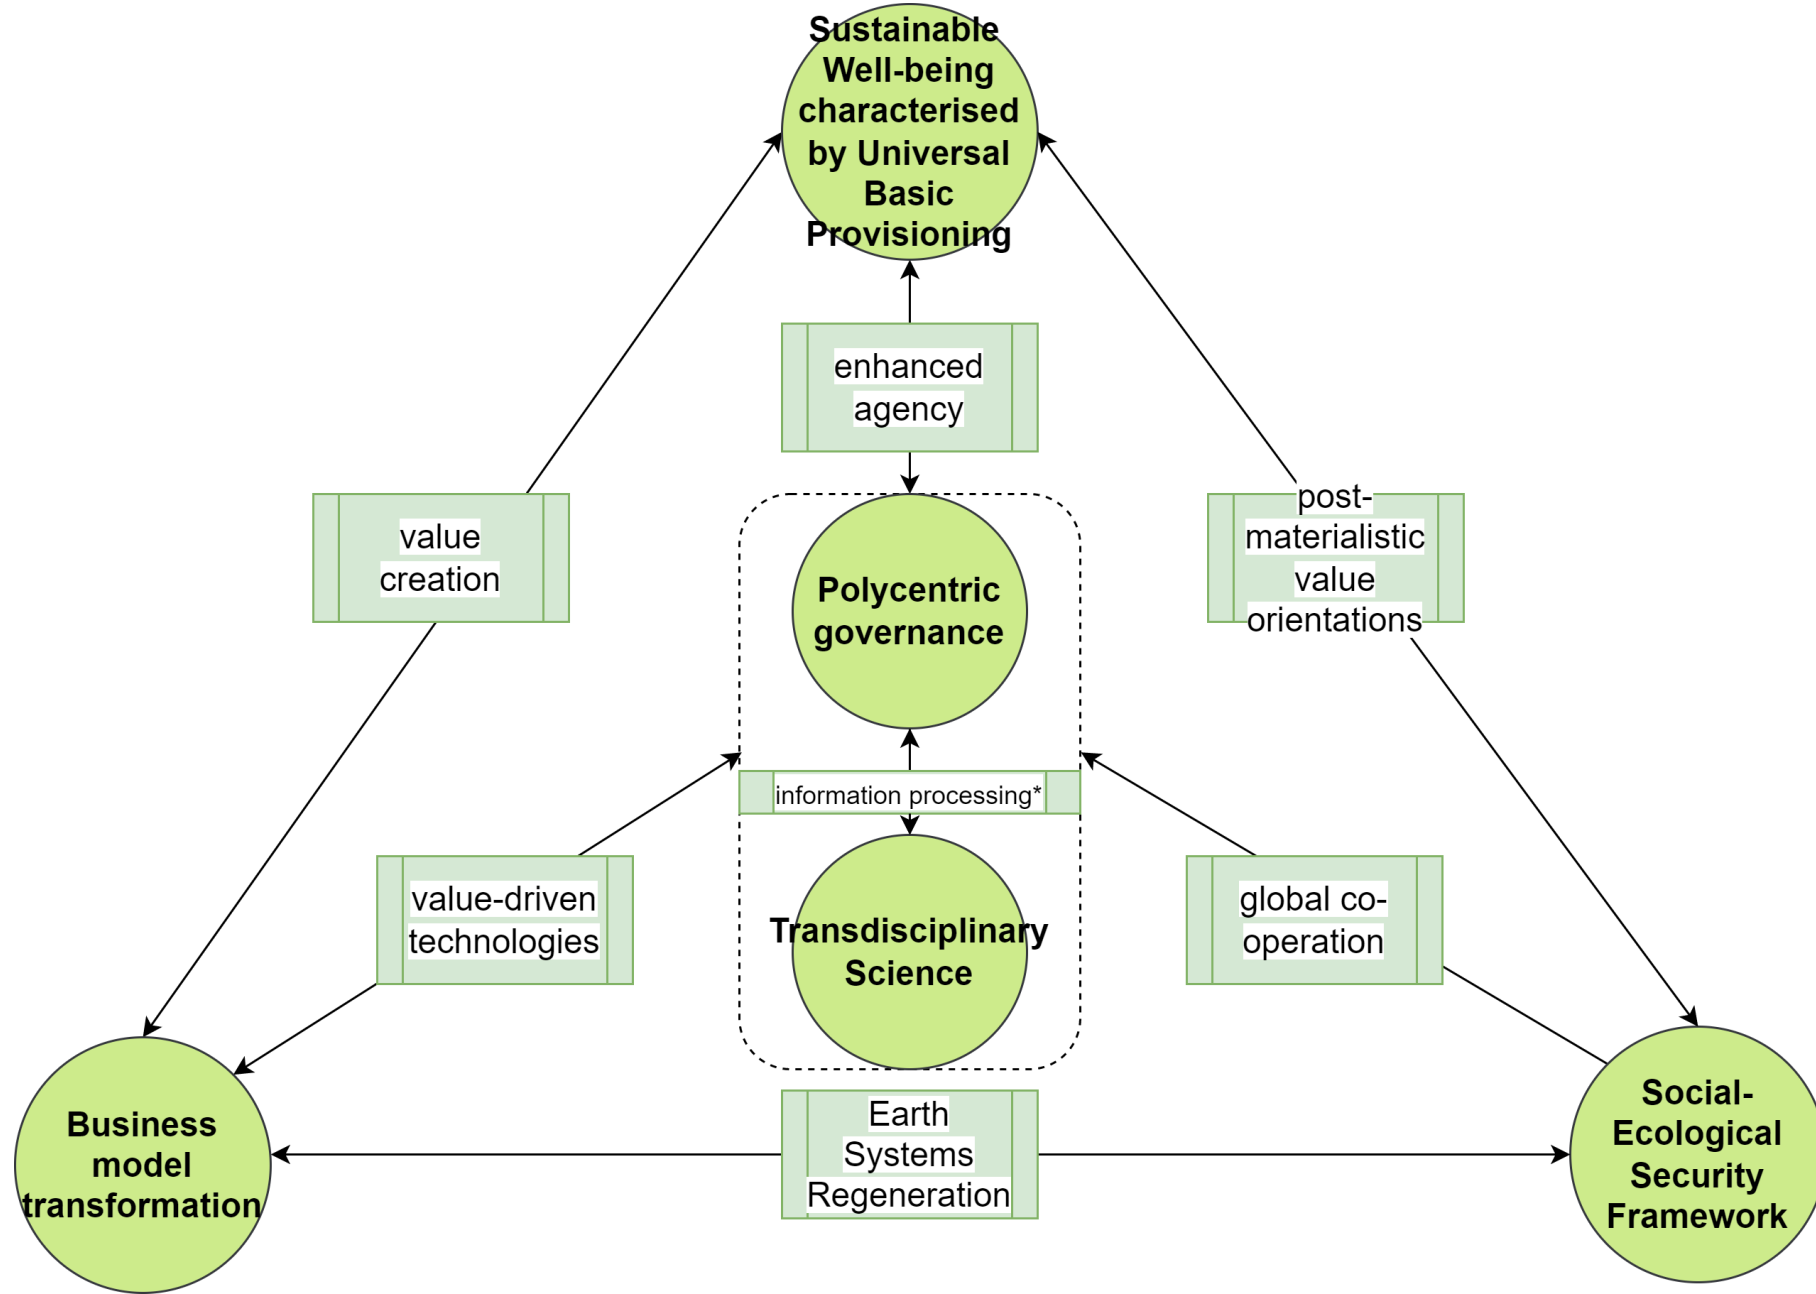 Sustainable
Well-being
characterised
by Universal
Basic
Provisioning
enhanced
agency
value
creation
post-
materialistic
value
orientations
Polycentric
governance
information processing*
value-driven
technologies
global co-
operation
Transdisciplinary
Science
Business
model
transformation
Earth
Systems
Regeneration
Social-
Ecological
Security
Framework